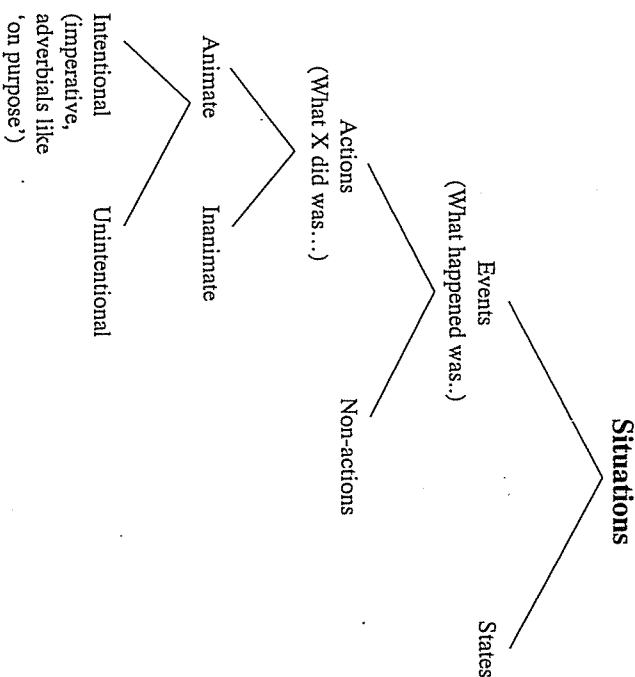 Situations
Events
(What happened was..)
States
Actions
(What X did was...)
Non-actions
Animate
Inanimate
Intentional
(imperative,
adverbials like
'on purpose')
Unintentional